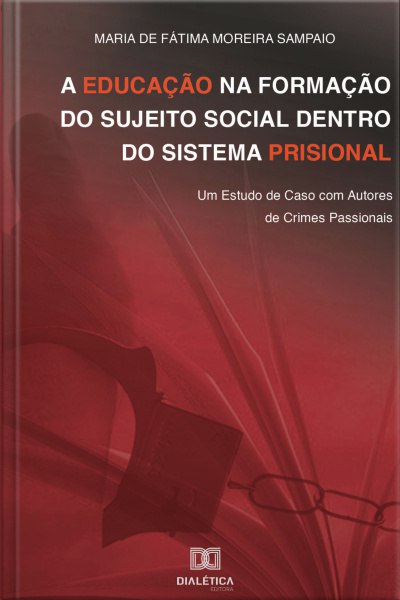 MARIA DE FÁTIMA MOREIRA SAMPAIO
A EDUCAÇÃO NA FORMAÇÃO
DO SUJEITO SOCIAL DENTRO
DO SISTEMA PRISIONAL
Um Estudo de Caso com Autores
de Crimes Passionais
DIALÉTICA
EDITORA